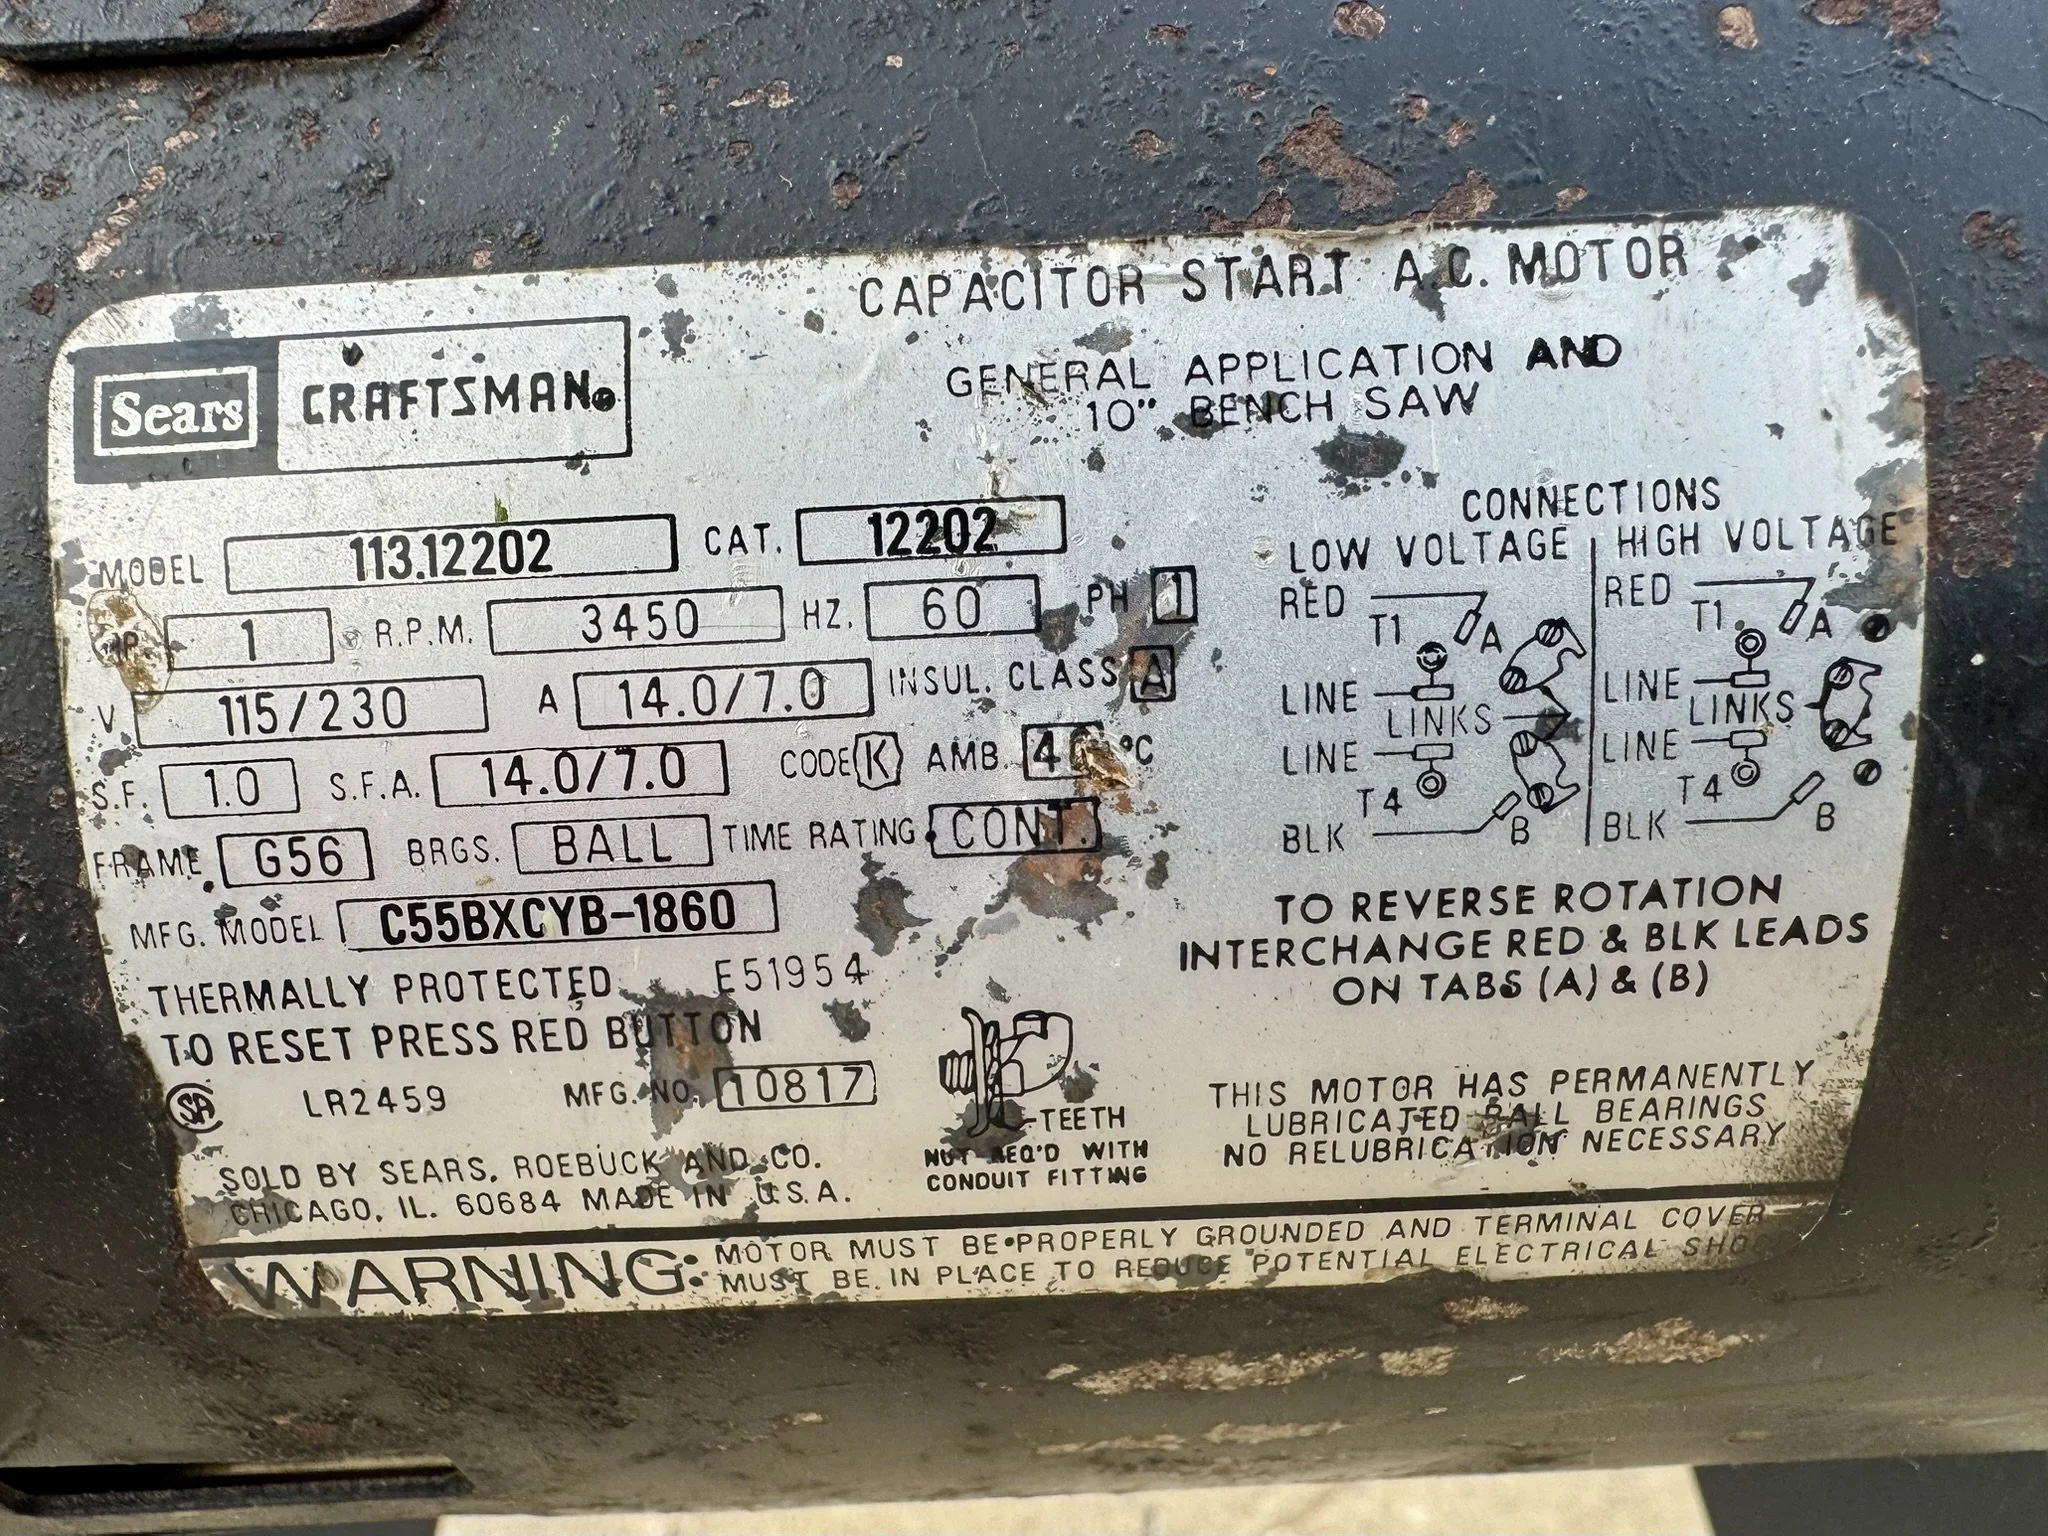 CAPACITOR START A.C. MOTOR
Sears CRAFTSMAN®
GENERAL APPLICATION AND
10" BENCH SAW
MODEL 113.12202 CAT. 12202
HP. 1 R.P.M. 3450 HZ. 60 PH 1
V 115/230 A 14.0/7.0 INSUL. CLASS A
S.F. 1.0 S.F.A. 14.0/7.0 CODE K AMB. °C
FRAME G56 BRGS. BALL TIME RATING CONT.
MFG. MODEL C55BXCYB-1860
THERMALLY PROTECTED E51954
TO RESET PRESS RED BUTTON
SA LR2459 MFG. NO. 10817
SOLD BY SEARS, ROEBUCK AND CO.
CHICAGO, IL. 60684 MADE IN U.S.A.
TEETH
NUT REQ'D WITH
CONDUIT FITTING
CONNECTIONS
LOW VOLTAGE HIGH VOLTAGE
RED T1 A RED T1 A
LINE LINE
LINKS LINKS
LINE LINE
T4 T4
BLK B BLK B
TO REVERSE ROTATION
INTERCHANGE RED & BLK LEADS
ON TABS (A) & (B)
THIS MOTOR HAS PERMANENTLY
LUBRICATED BALL BEARINGS
NO RELUBRICATION NECESSARY
WARNING: MOTOR MUST BE PROPERLY GROUNDED AND TERMINAL COVER
MUST BE IN PLACE TO REDUCE POTENTIAL ELECTRICAL